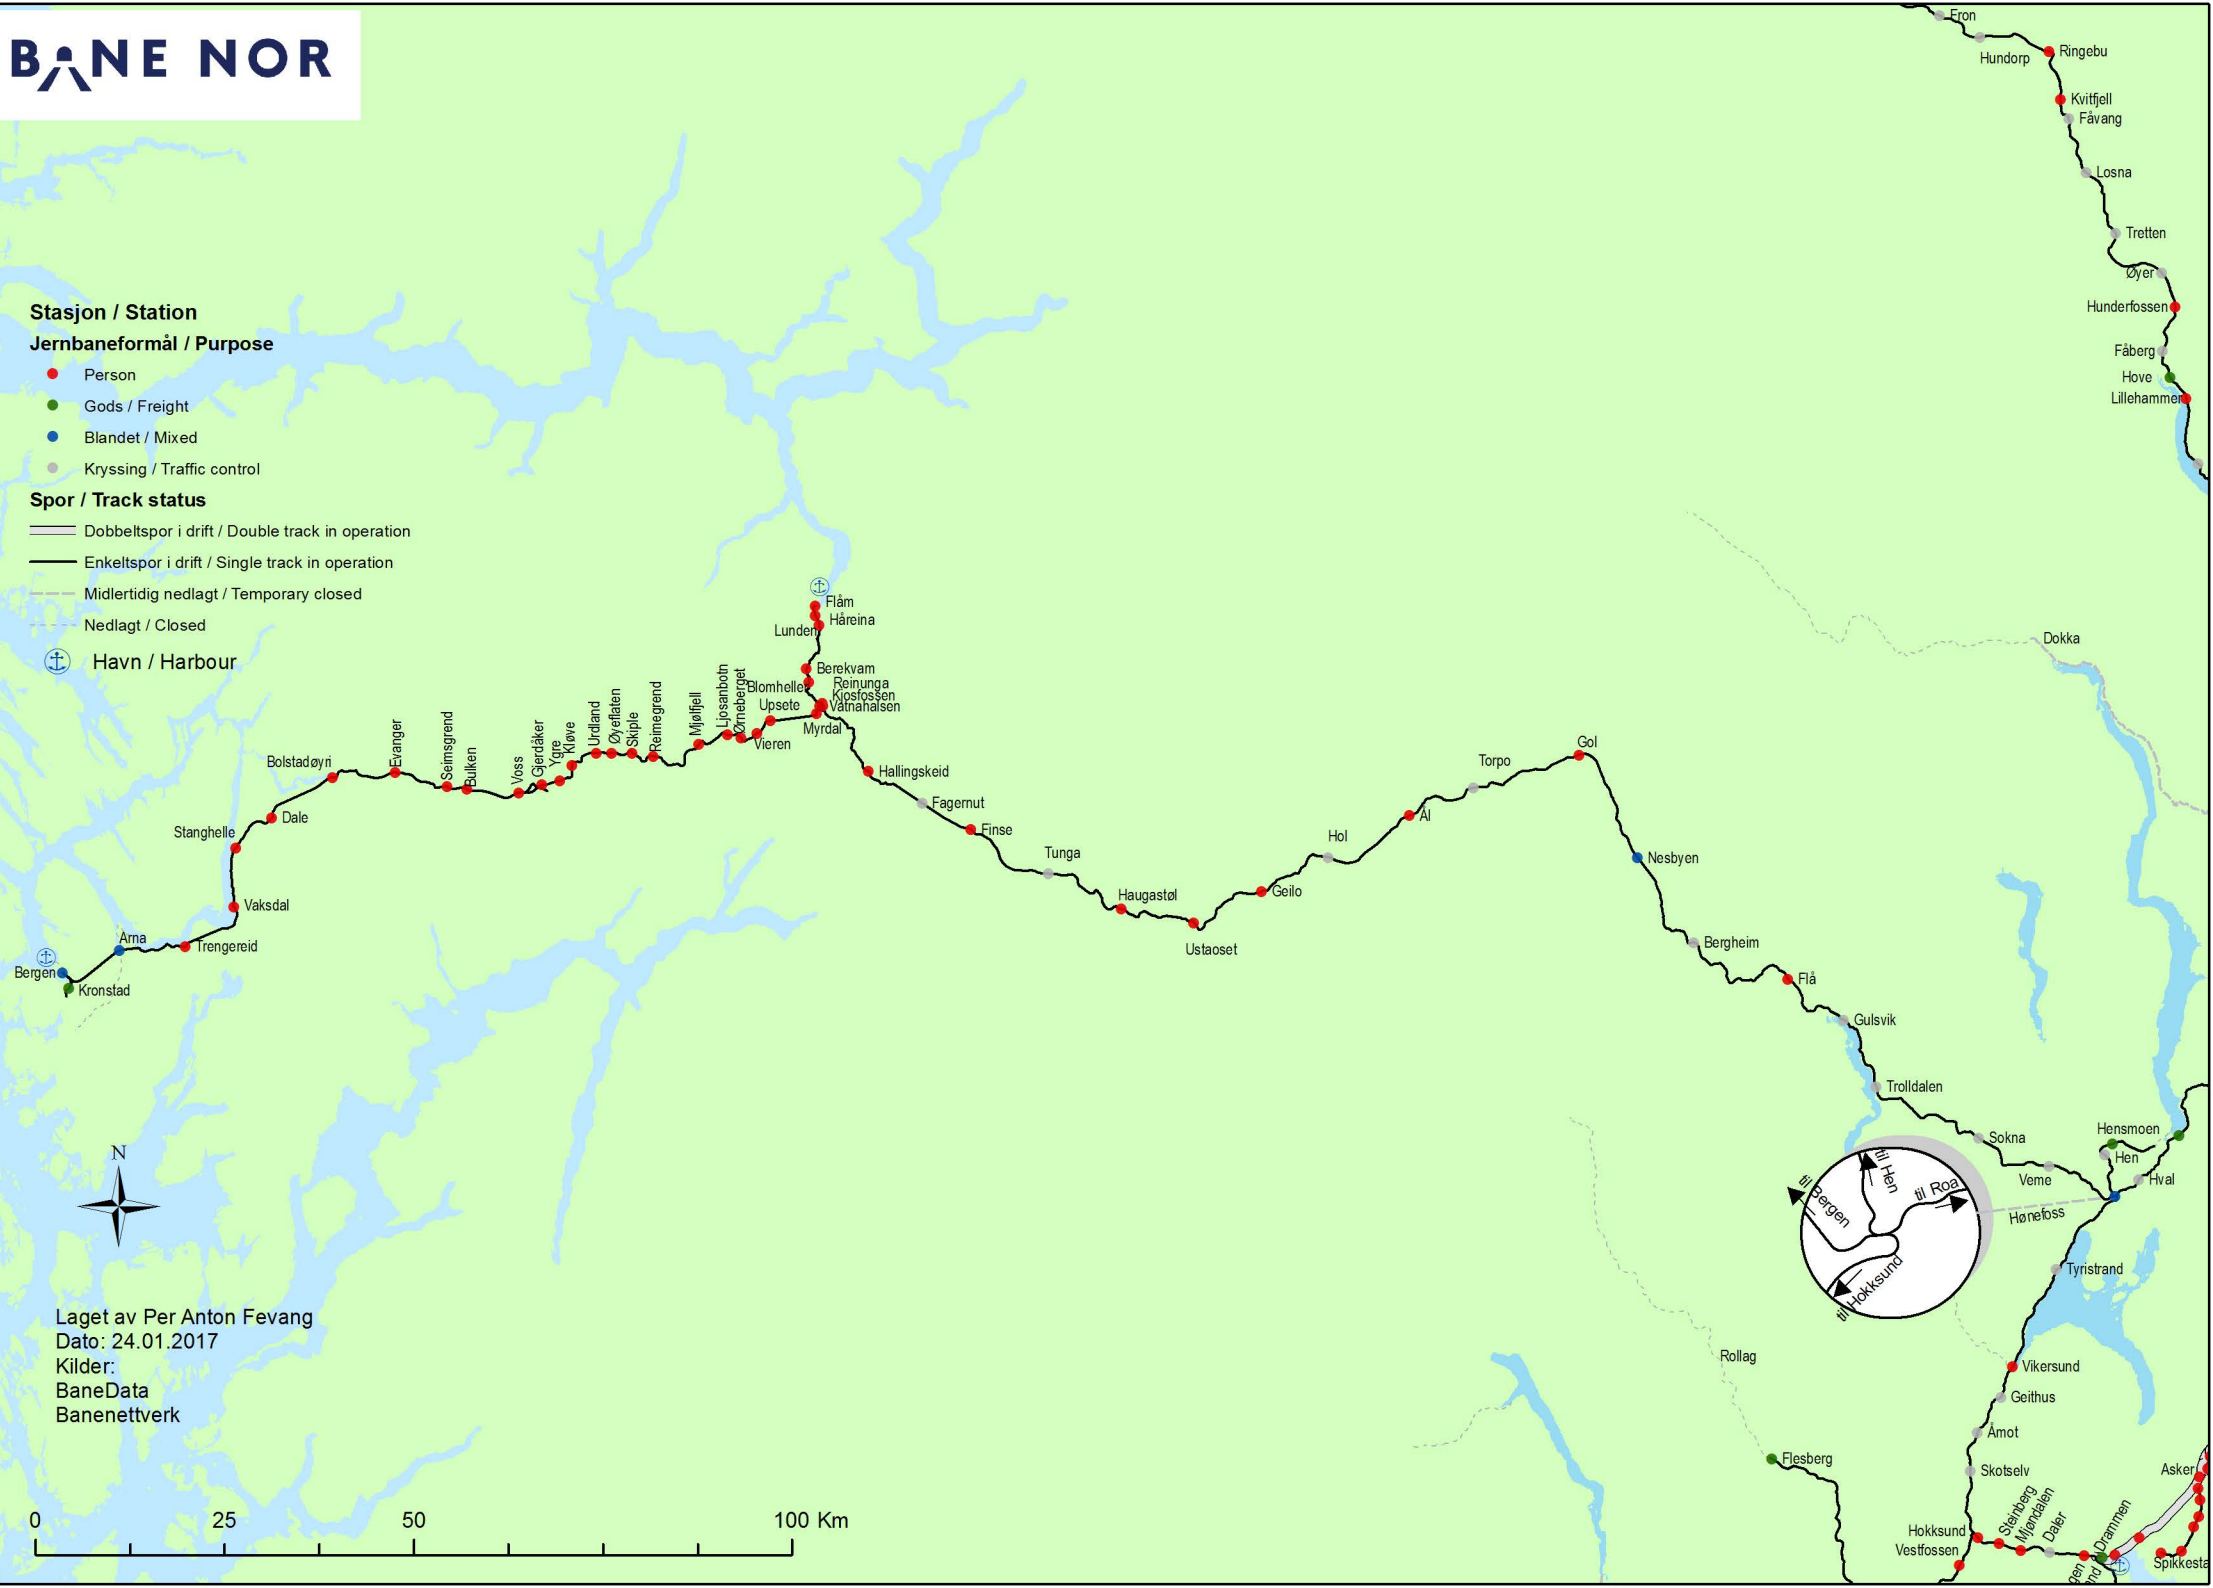 BANE NOR
Stasjon / Station
Jernbaneformål / Purpose
Person
Gods / Freight
Blandet / Mixed
Kryssing / Traffic control
Spor / Track status
Dobbeltspor i drift / Double track in operation
Enkeltspor i drift / Single track in operation
Midlertidig nedlagt / Temporary closed
Nedlagt / Closed
Havn / Harbour
Fron
Hundorp
Ringebu
Kvitfjell
Fåvang
Losna
Tretten
Øyer
Hunderfossen
Fåberg
Hove
Lillehammer
Dokka
Flåm
Håreina
Lunden
Berekvam
Blomheller
Reinunga
Kjosfossen
Vatnahalsen
Upsete
Myrdal
Vieren
Ørneberget
Ljosanbotn
Mjølfjell
Reimegrend
Skiple
Øyeflaten
Urdland
Kløve
Ygre
Gjerdåker
Voss
Bulken
Seimsgrend
Evanger
Bolstadøyri
Dale
Stanghelle
Vaksdal
Trengereid
Arna
Bergen
Kronstad
Hallingskeid
Fagernut
Finse
Tunga
Haugastøl
Ustaoset
Geilo
Hol
Ål
Torpo
Gol
Nesbyen
Bergheim
Flå
Gulsvik
Trolldalen
Sokna
Veme
Hensmoen
Hen
Hval
Hønefoss
til Bergen
til Hen
til Roa
til Hokksund
Tyristrand
Vikersund
Geithus
Åmot
Skotselv
Rollag
Flesberg
Hokksund
Vestfossen
Steinberg
Mjøndalen
Daler
Drammen
Asker
Spikkesta
gen
nd
N
Laget av Per Anton Fevang
Dato: 24.01.2017
Kilder:
BaneData
Banenettverk
0 25 50 100 Km